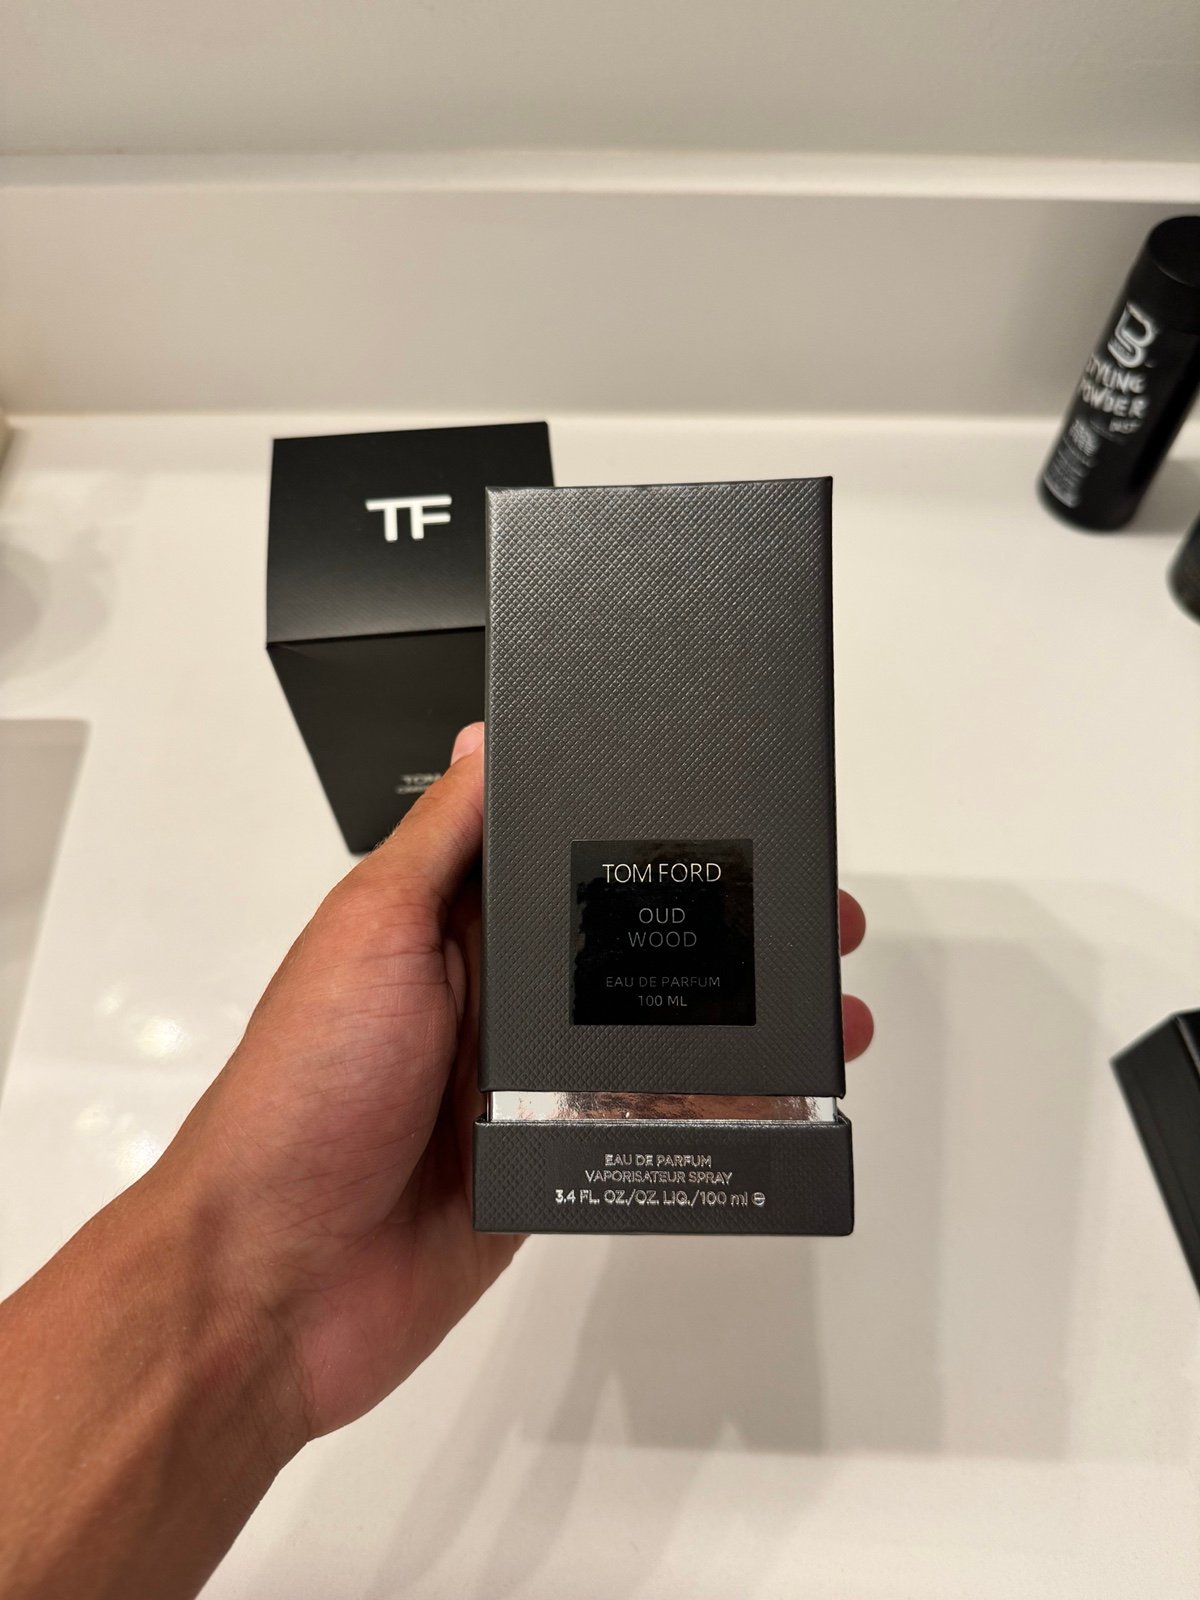 TF
TOM FORD
OUD
WOOD
EAU DE PARFUM
100 ML
EAU DE PARFUM
VAPORISATEUR SPRAY
3.4 FL. OZ./OZ. LIQ./100 ml ℮
STYLING
POWDER